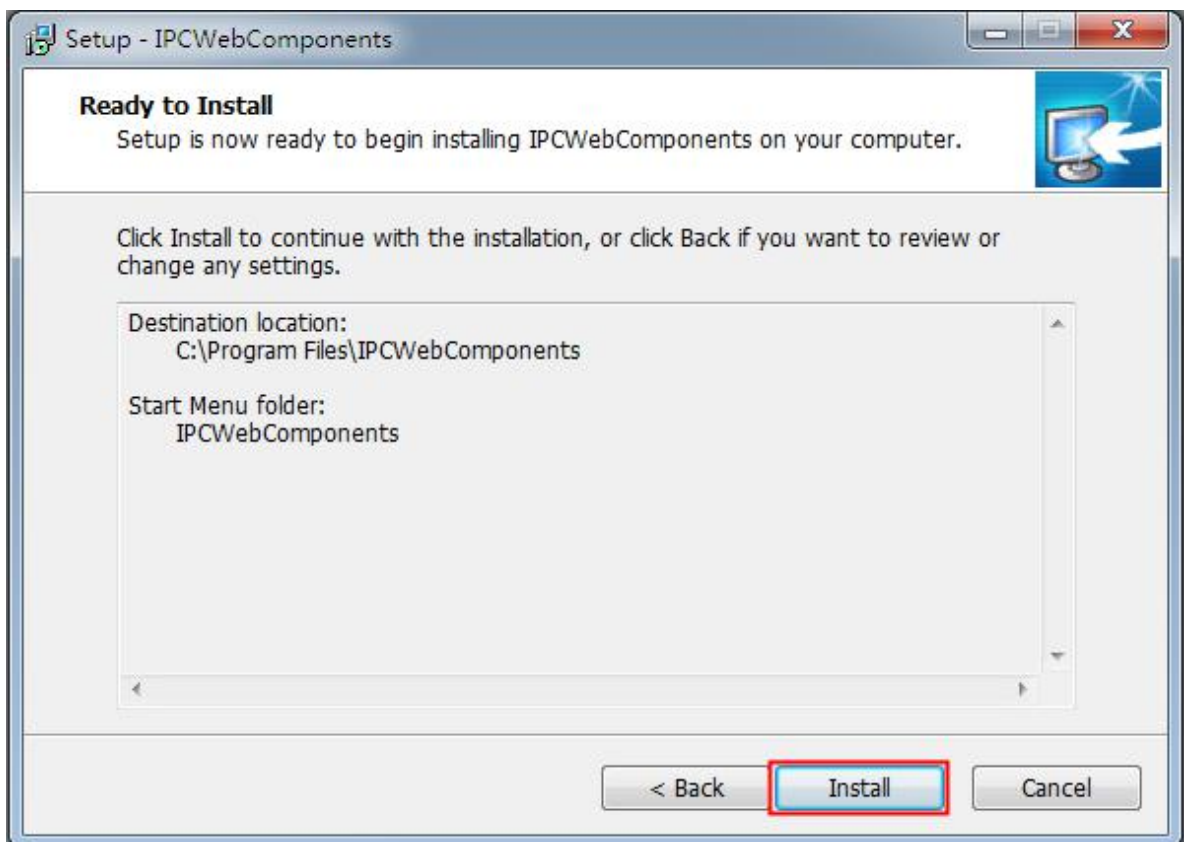 Setup - IPCWebComponents
Ready to Install
Setup is now ready to begin installing IPCWebComponents on your computer.
Click Install to continue with the installation, or click Back if you want to review or
change any settings.
Destination location:
C:\Program Files\IPCWebComponents
Start Menu folder:
IPCWebComponents
< Back Install Cancel